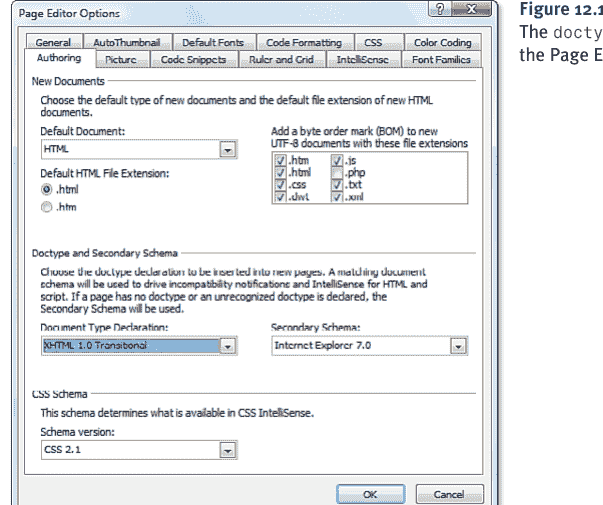 Page Editor Options
General AutoThumbnail Default Fonts Code Formatting CSS Color Coding
Authoring Picture Code Snippets Ruler and Grid IntelliSense Font Families
New Documents
Choose the default type of new documents and the default file extension of new HTML
documents.
Default Document:
HTML
Default HTML File Extension:
.html
.htm
Add a byte order mark (BOM) to new
UTF-8 documents with these file extensions
.htm .js
.html .php
.css .txt
.dwt .xml
Doctype and Secondary Schema
Choose the doctype declaration to be inserted into new pages. A matching document
schema will be used to drive incompatibility notifications and IntelliSense for HTML and
script. If a page has no doctype or an unrecognized doctype is declared, the
Secondary Schema will be used.
Document Type Declaration:
XHTML 1.0 Transitional
Secondary Schema:
Internet Explorer 7.0
CSS Schema
This schema determines what is available in CSS IntelliSense.
Schema version:
CSS 2.1
OK Cancel
Figure 12.1
The docty
the Page E